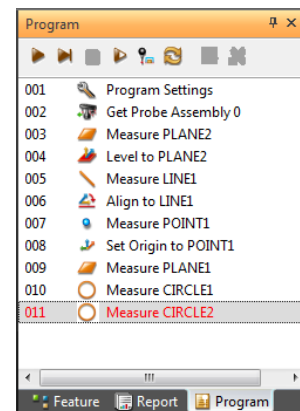 Program
001 Program Settings
002 Get Probe Assembly 0
003 Measure PLANE2
004 Level to PLANE2
005 Measure LINE1
006 Align to LINE1
007 Measure POINT1
008 Set Origin to POINT1
009 Measure PLANE1
010 Measure CIRCLE1
011 Measure CIRCLE2
Feature Report Program